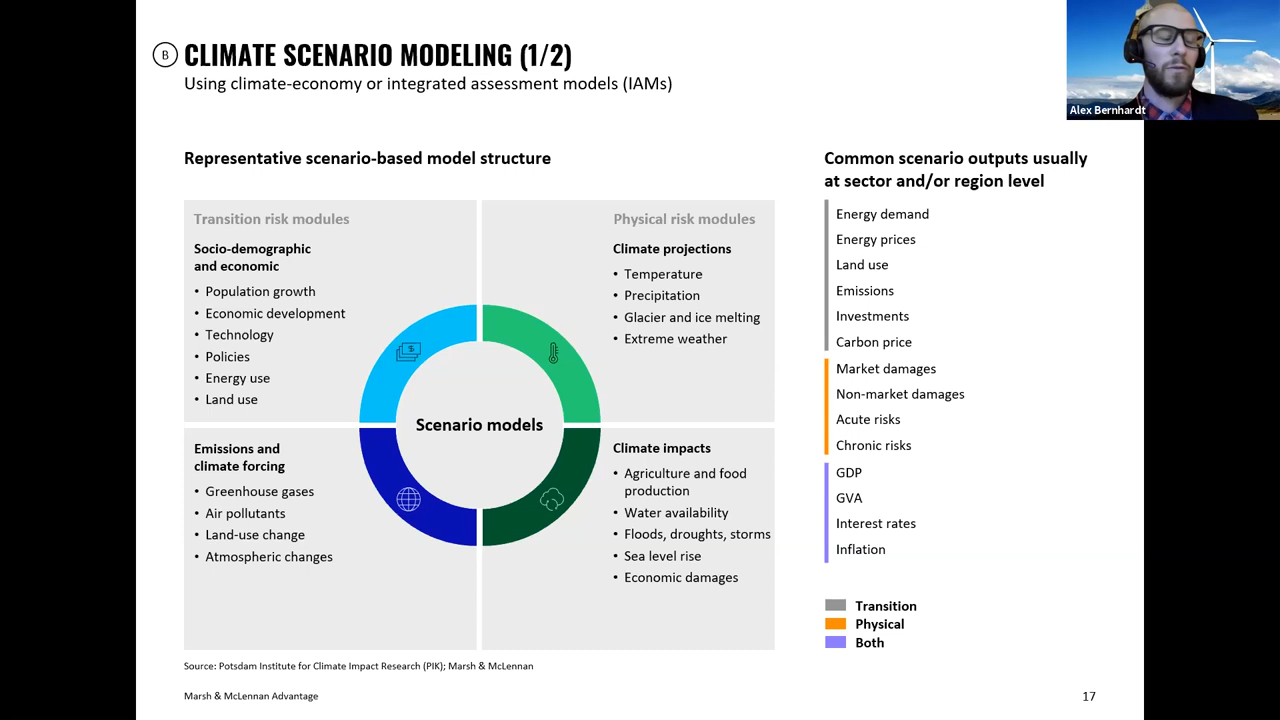 B
CLIMATE SCENARIO MODELING (1/2)
Using climate-economy or integrated assessment models (IAMs)
Alex Bernhardt
Representative scenario-based model structure
Transition risk modules
Socio-demographic
and economic
• Population growth
• Economic development
• Technology
• Policies
• Energy use
• Land use
Physical risk modules
Climate projections
• Temperature
• Precipitation
• Glacier and ice melting
• Extreme weather
$
Scenario models
Emissions and
climate forcing
• Greenhouse gases
• Air pollutants
• Land-use change
• Atmospheric changes
Climate impacts
• Agriculture and food
production
• Water availability
• Floods, droughts, storms
• Sea level rise
• Economic damages
Common scenario outputs usually
at sector and/or region level
Energy demand
Energy prices
Land use
Emissions
Investments
Carbon price
Market damages
Non-market damages
Acute risks
Chronic risks
GDP
GVA
Interest rates
Inflation
Transition
Physical
Both
Source: Potsdam Institute for Climate Impact Research (PIK); Marsh & McLennan
Marsh & McLennan Advantage
17